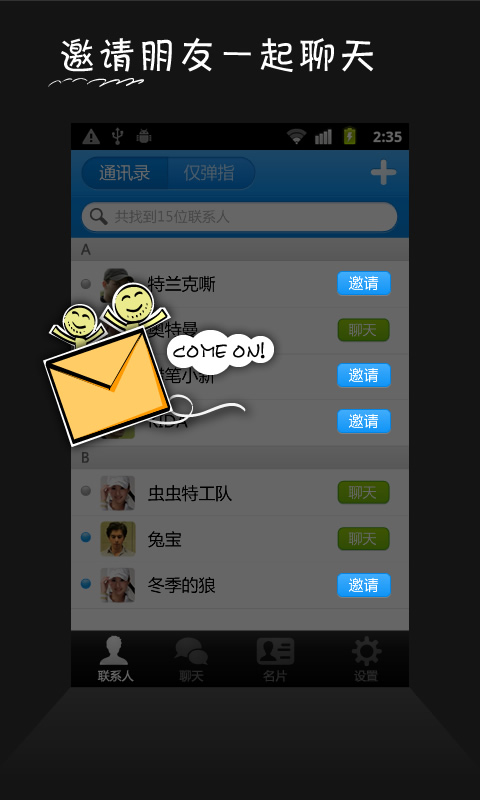 邀请朋友一起聊天
2:35
通讯录 仅弹指
共找到15位联系人
A
特兰克嘶 邀请
奥特曼 聊天
COME ON!
笔小新 邀请
邀请
B
虫虫特工队 聊天
兔宝 聊天
冬季的狼 邀请
联系人 聊天 名片 设置